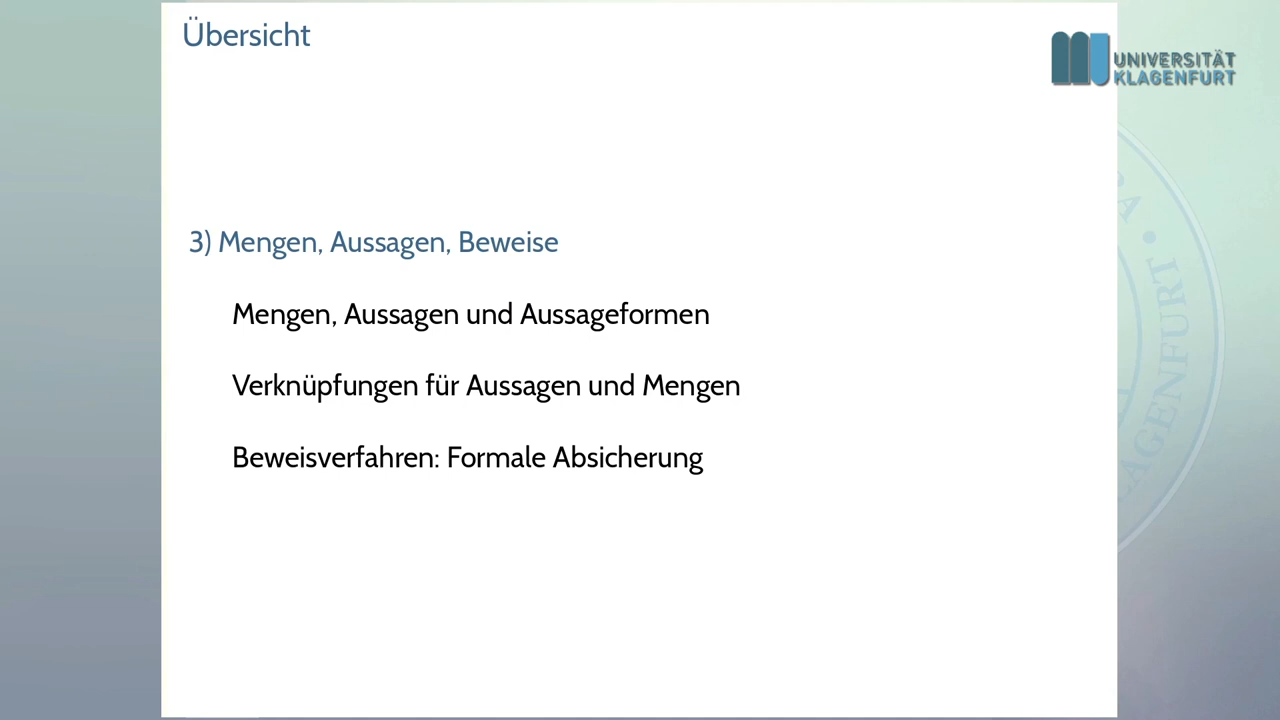 Übersicht
UNIVERSITÄT
KLAGENFURT
3) Mengen, Aussagen, Beweise
Mengen, Aussagen und Aussageformen
Verknüpfungen für Aussagen und Mengen
Beweisverfahren: Formale Absicherung